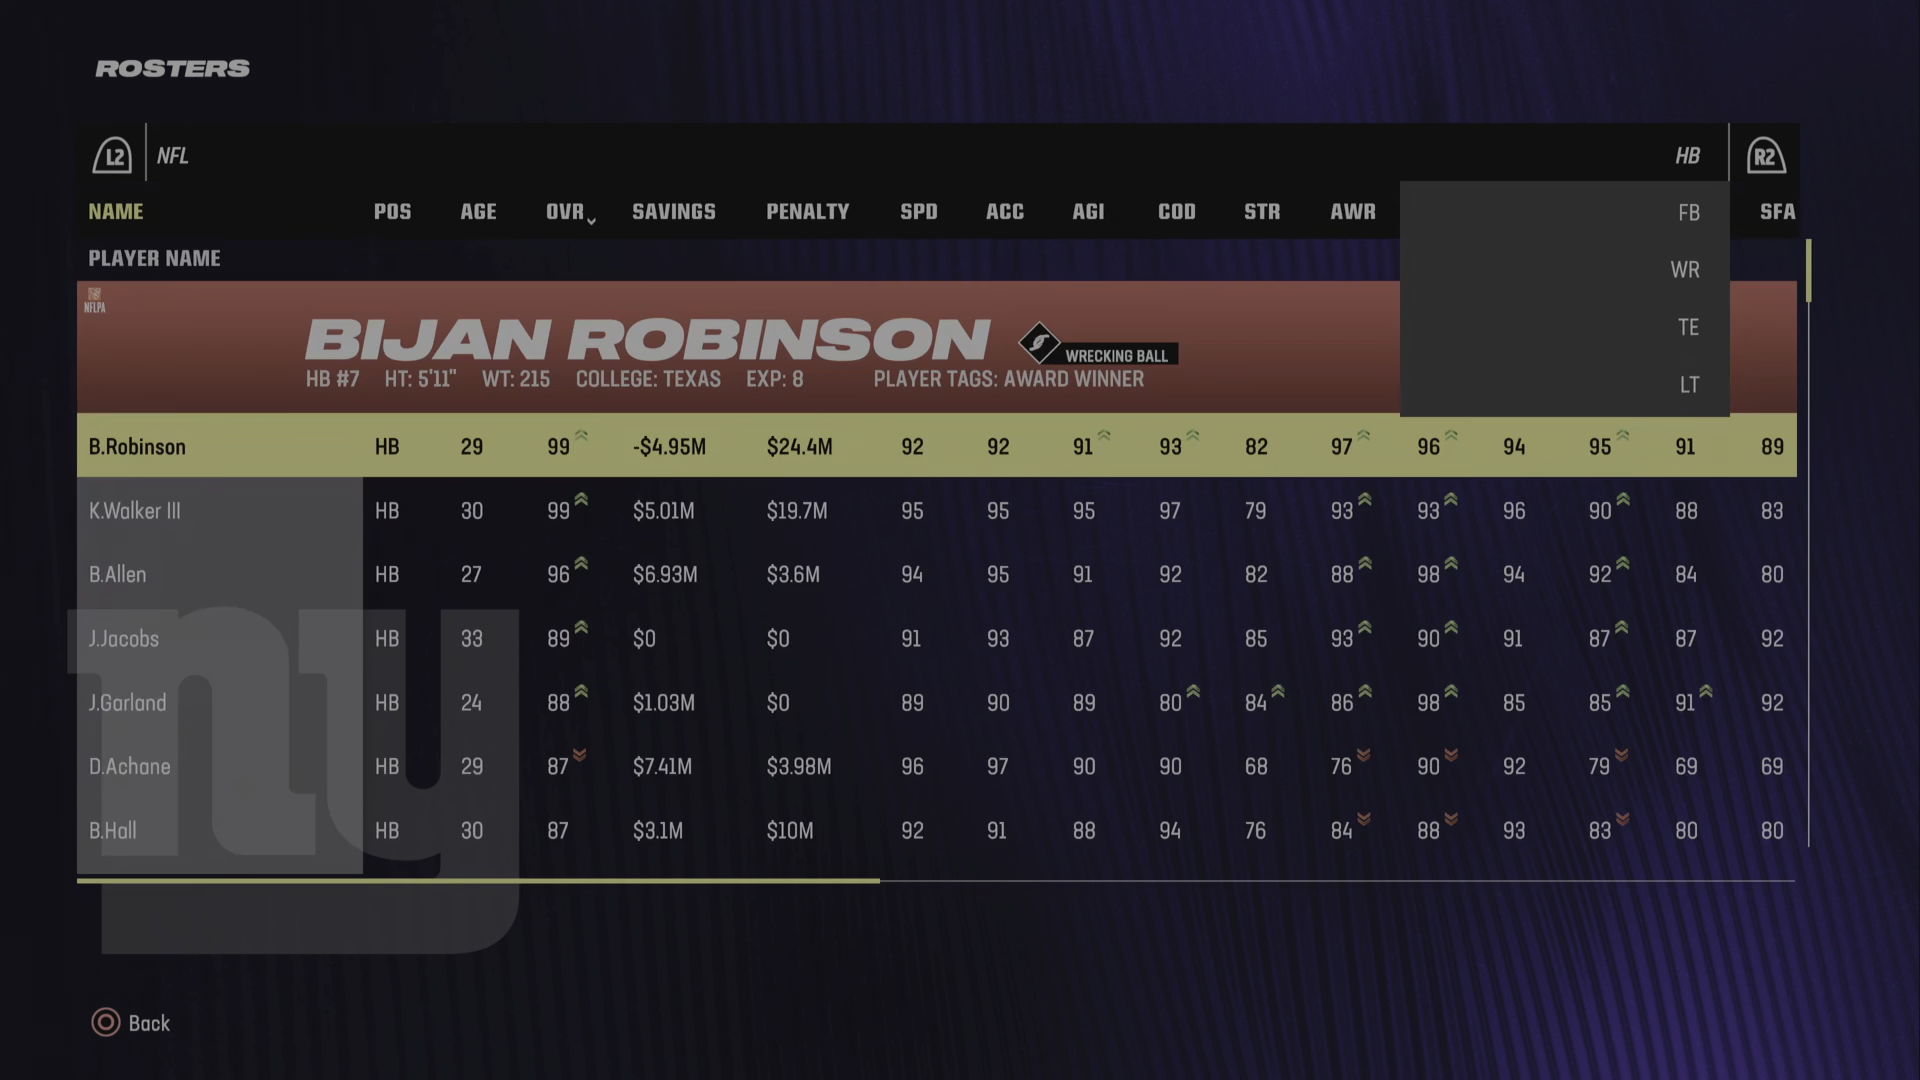 ROSTERS
L2 NFL HB R2
NAME POS AGE OVR SAVINGS PENALTY SPD ACC AGI COD STR AWR SFA
FB
WR
TE
LT
PLAYER NAME
NFLPA
BIJAN ROBINSON WRECKING BALL
HB #7 HT: 5'11" WT: 215 COLLEGE: TEXAS EXP: 8 PLAYER TAGS: AWARD WINNER
B.Robinson HB 29 99 -$4.95M $24.4M 92 92 91 93 82 97 96 94 95 91 89
K.Walker III HB 30 99 $5.01M $19.7M 95 95 95 97 79 93 93 96 90 88 83
B.Allen HB 27 96 $6.93M $3.6M 94 95 91 92 82 88 98 94 92 84 80
J.Jacobs HB 33 89 $0 $0 91 93 87 92 85 93 90 91 87 87 92
J.Garland HB 24 88 $1.03M $0 89 90 89 80 84 86 98 85 85 91 92
D.Achane HB 29 87 $7.41M $3.98M 96 97 90 90 68 76 90 92 79 69 69
B.Hall HB 30 87 $3.1M $10M 92 91 88 94 76 84 88 93 83 80 80
ny
Back